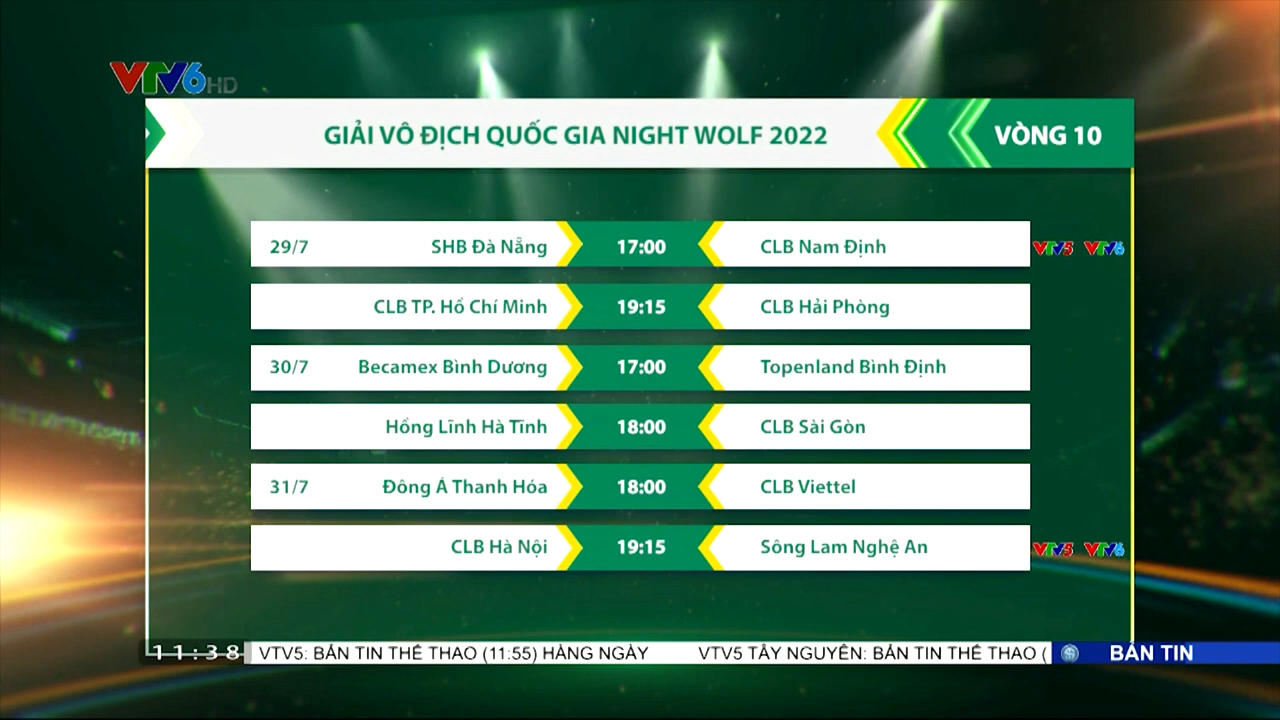 VTV6HD
GIẢI VÔ ĐỊCH QUỐC GIA NIGHT WOLF 2022
VÒNG 10
29/7 SHB Đà Nẵng 17:00 CLB Nam Định VTV5 VTV6
CLB TP. Hồ Chí Minh 19:15 CLB Hải Phòng
30/7 Becamex Bình Dương 17:00 Topenland Bình Định
Hồng Lĩnh Hà Tĩnh 18:00 CLB Sài Gòn
31/7 Đông Á Thanh Hóa 18:00 CLB Viettel
CLB Hà Nội 19:15 Sông Lam Nghệ An VTV5 VTV6
11:38 VTV5: BẢN TIN THỂ THAO (11:55) HÀNG NGÀY VTV5 TÂY NGUYÊN: BẢN TIN THỂ THAO ( BẢN TIN